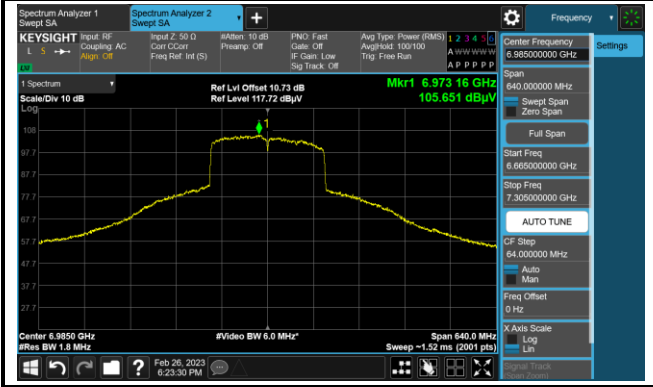 Spectrum Analyzer 1
Swept SA
Spectrum Analyzer 2
Swept SA
+
Frequency
KEYSIGHT
L S
LV
Input: RF
Coupling: AC
Align: Off
Input Z: 50 Ω
Corr CCorr
Freq Ref: Int (S)
#Atten: 10 dB
Preamp: Off
PNO: Fast
Gate: Off
IF Gain: Low
Sig Track: Off
Avg Type: Power (RMS)
Avg|Hold: 100/100
Trig: Free Run
1 2 3 4 5 6
A W W W W W
A P P P P P
1 Spectrum
Scale/Div 10 dB
Log
Ref Lvl Offset 10.73 dB
Ref Level 117.72 dBµV
Mkr1 6.973 16 GHz
105.651 dBµV
1
108
97.7
87.7
77.7
67.7
57.7
47.7
37.7
27.7
Center 6.9850 GHz
#Res BW 1.8 MHz
#Video BW 6.0 MHz*
Span 640.0 MHz
Sweep ~1.52 ms (2001 pts)
Feb 26, 2023
6:23:30 PM
?
Center Frequency
6.985000000 GHz
Settings
Span
640.000000 MHz
Swept Span
Zero Span
Full Span
Start Freq
6.665000000 GHz
Stop Freq
7.305000000 GHz
AUTO TUNE
CF Step
64.000000 MHz
Auto
Man
Freq Offset
0 Hz
X Axis Scale
Log
Lin
Signal Track
(Span Zoom)